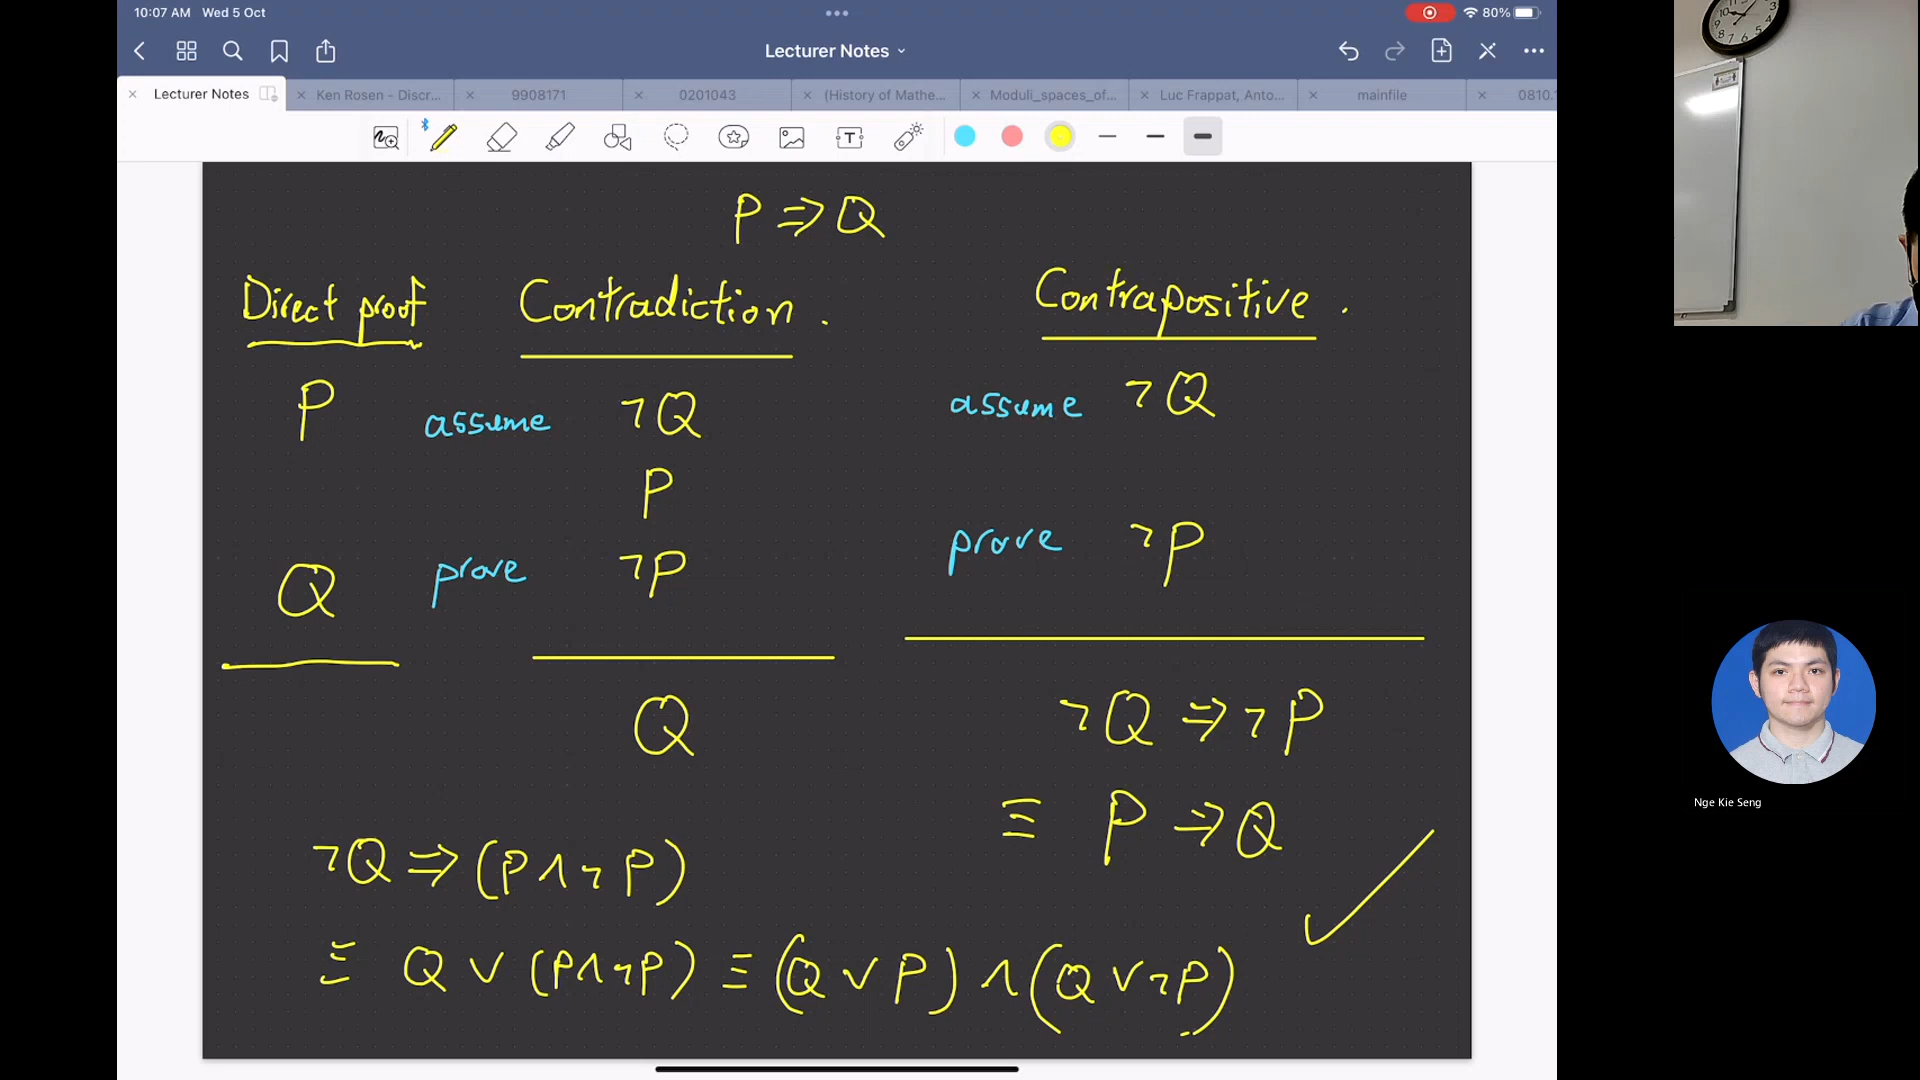 10:07 AM Wed 5 Oct
80%
Lecturer Notes
Lecturer Notes
Ken Rosen - Discr...
9908171
0201043
(History of Mathe...
Moduli_spaces_of...
Luc Frappat, Anto...
mainfile
0810.
P ⇒ Q
Direct proof Contradiction. Contrapositive.
P assume ¬Q assume ¬Q
P
Q prove ¬P prove ¬P
Q ¬Q ⇒ ¬P
≡ P ⇒ Q
¬Q ⇒ (P ∧ ¬P)
≡ Q ∨ (P ∧ ¬P) ≡ (Q ∨ P) ∧ (Q ∨ ¬P)
Nge Kie Seng